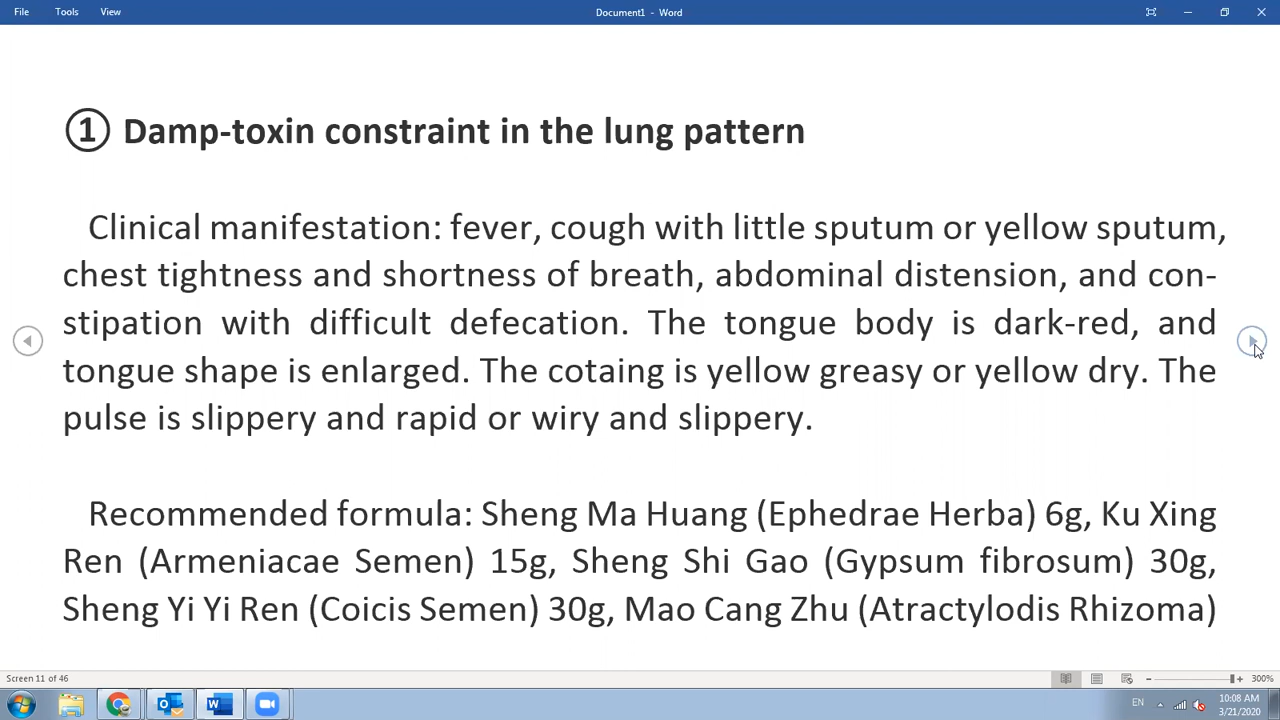 File Tools View Document1 - Word
① Damp-toxin constraint in the lung pattern
Clinical manifestation: fever, cough with little sputum or yellow sputum,
chest tightness and shortness of breath, abdominal distension, and con-
stipation with difficult defecation. The tongue body is dark-red, and
tongue shape is enlarged. The cotaing is yellow greasy or yellow dry. The
pulse is slippery and rapid or wiry and slippery.
Recommended formula: Sheng Ma Huang (Ephedrae Herba) 6g, Ku Xing
Ren (Armeniacae Semen) 15g, Sheng Shi Gao (Gypsum fibrosum) 30g,
Sheng Yi Yi Ren (Coicis Semen) 30g, Mao Cang Zhu (Atractylodis Rhizoma)
Screen 11 of 46 300%
EN 10:08 AM
3/21/2020